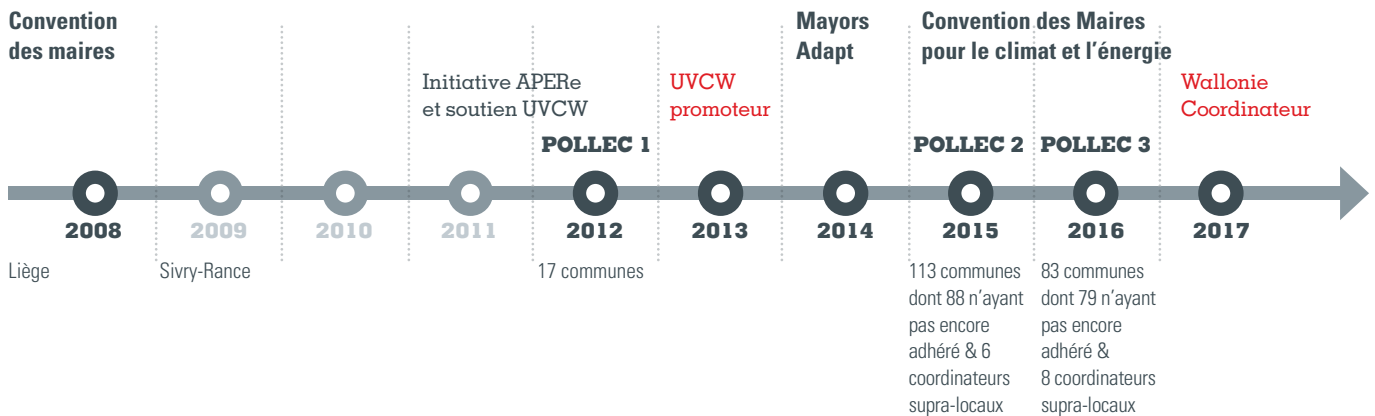 Convention
des maires
Mayors
Adapt
Convention des Maires
pour le climat et l'énergie
Initiative APERe
et soutien UVCW
UVCW
promoteur
Wallonie
Coordinateur
POLLEC 1
POLLEC 2
POLLEC 3
2008
2009
2010
2011
2012
2013
2014
2015
2016
2017
Liège
Sivry-Rance
17 communes
113 communes
dont 88 n'ayant
pas encore
adhéré & 6
coordinateurs
supra-locaux
83 communes
dont 79 n'ayant
pas encore
adhéré &
8 coordinateurs
supra-locaux